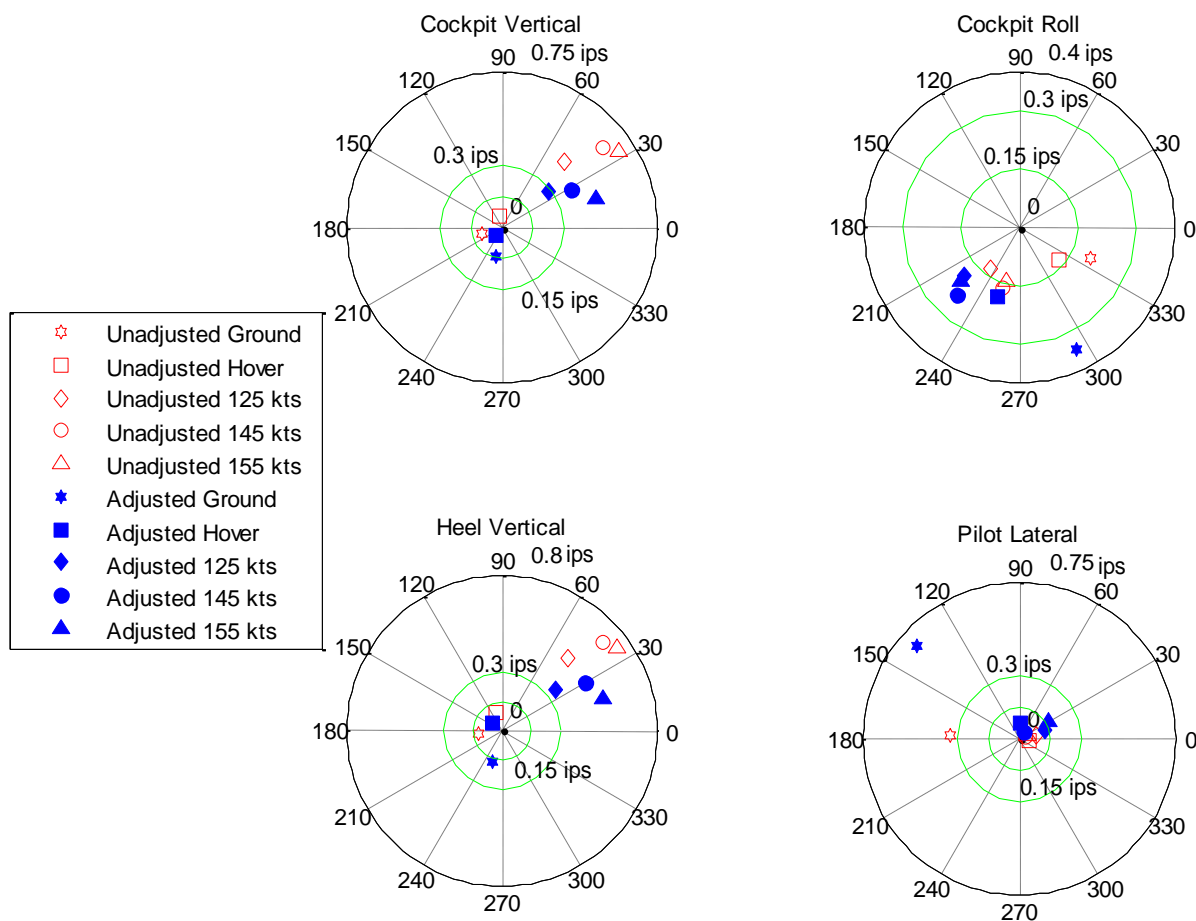 Cockpit Vertical
0.75 ips
90
120
60
150
30
0.3 ips
0
180
0
0.15 ips
210
330
240
300
270
Cockpit Roll
0.4 ips
90
120
60
0.3 ips
150
30
0.15 ips
0
180
0
210
330
240
300
270
Unadjusted Ground
Unadjusted Hover
Unadjusted 125 kts
Unadjusted 145 kts
Unadjusted 155 kts
Adjusted Ground
Adjusted Hover
Adjusted 125 kts
Adjusted 145 kts
Adjusted 155 kts
Heel Vertical
0.8 ips
90
120
60
150
30
0.3 ips
0
180
0
0.15 ips
210
330
240
300
270
Pilot Lateral
0.75 ips
90
120
60
150
30
0.3 ips
0
180
0
0.15 ips
210
330
240
300
270